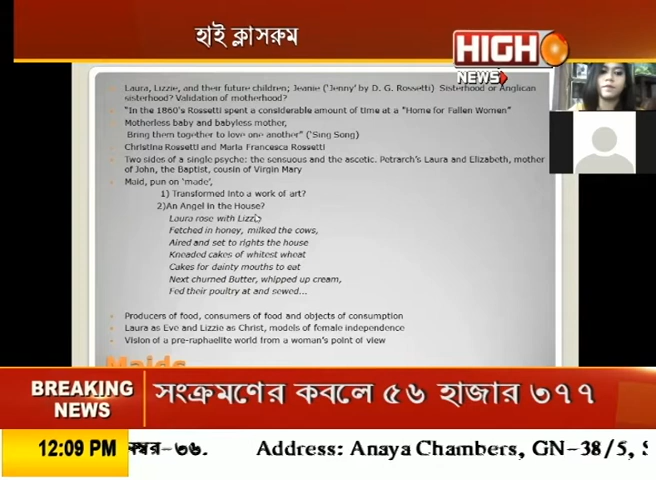 হাই ক্লাসরুম
HIGH
NEWS
Laura, Lizzie, and their future children; Jeanie ('Jenny' by D. G. Rossetti) Sisterhood or Anglican
sisterhood? Validation of motherhood?
"In the 1860's Rossetti spent a considerable amount of time at a "Home for Fallen Women"
Motherless baby and babyless mother,
Bring them together to love one another" ('Sing Song)
Christina Rossetti and Maria Francesca Rossetti
Two sides of a single psyche: the sensuous and the ascetic. Petrarch's Laura and Elizabeth, mother
of John, the Baptist, cousin of Virgin Mary
Maid, pun on 'made',
1) Transformed into a work of art?
2)An Angel in the House?
Laura rose with Lizzie
Fetched in honey, milked the cows,
Aired and set to rights the house
Kneaded cakes of whitest wheat
Cakes for dainty mouths to eat
Next churned Butter, whipped up cream,
Fed their poultry at and sewed...
Producers of food, consumers of food and objects of consumption
Laura as Eve and Lizzie as Christ, models of female independence
Vision of a pre-ruphaelite world from a woman's point of view
Maids
BREAKING
NEWS
সংক্রমণের কবলে ৫৬ হাজার ৩৭৭
12:09 PM
ম্বর-৩৬. Address: Anaya Chambers, GN-38/5, S